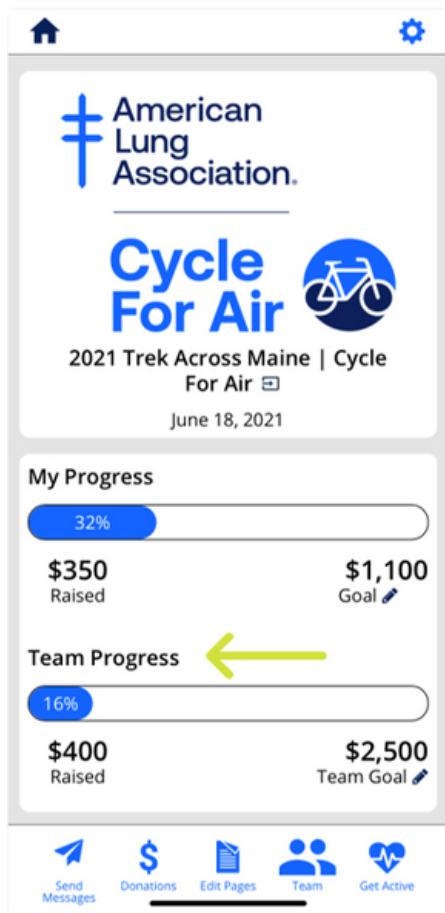 American
Lung
Association.
Cycle
For Air
2021 Trek Across Maine | Cycle
For Air
June 18, 2021
My Progress
32%
$350 $1,100
Raised Goal
Team Progress
16%
$400 $2,500
Raised Team Goal
Send Messages Donations Edit Pages Team Get Active